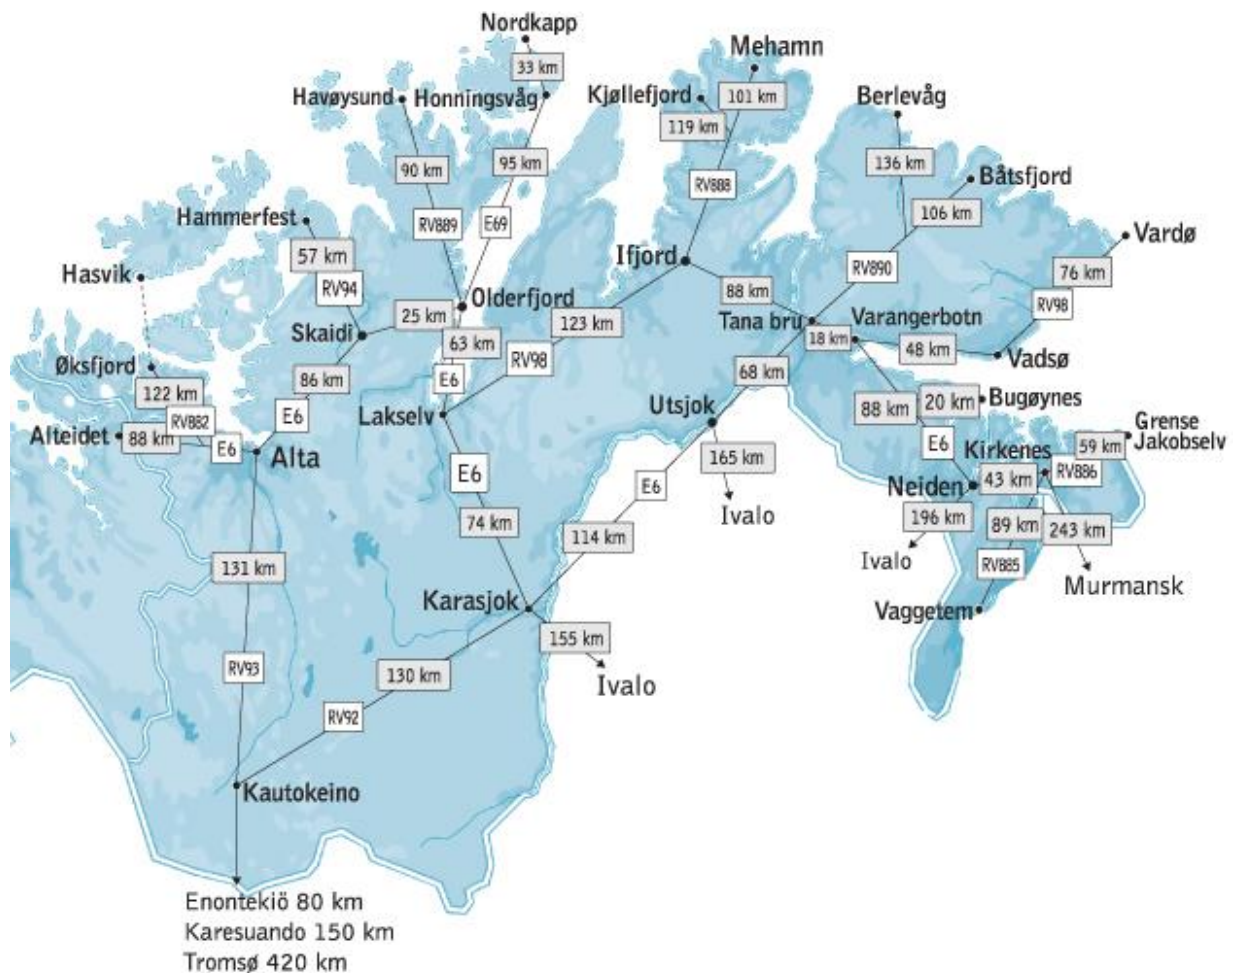 Nordkapp
33 km
Mehamn
Havøysund
Honningsvåg
Kjøllefjord
101 km
Berlevåg
119 km
90 km
95 km
136 km
Båtsfjord
RV888
Hammerfest
RV889
E69
106 km
Vardø
57 km
Hasvik
Ifjord
RV890
76 km
RV94
88 km
RV98
Olderfjord
25 km
123 km
Tana bru
Varangerbotn
Skaidi
63 km
18 km
48 km
Vadsø
Øksfjord
86 km
E6
RV98
68 km
122 km
Utsjok
88 km
20 km
Bugøynes
RV882
E6
Lakselv
Grense
Jakobselv
Alteidet
88 km
E6
Alta
E6
59 km
Kirkenes
RV886
165 km
E6
E6
Neiden
43 km
Ivalo
74 km
114 km
196 km
89 km
243 km
Ivalo
RV885
131 km
Murmansk
Karasjok
Vaggetem
155 km
RV93
130 km
Ivalo
RV92
Kautokeino
Enontekiö 80 km
Karesuando 150 km
Tromsø 420 km